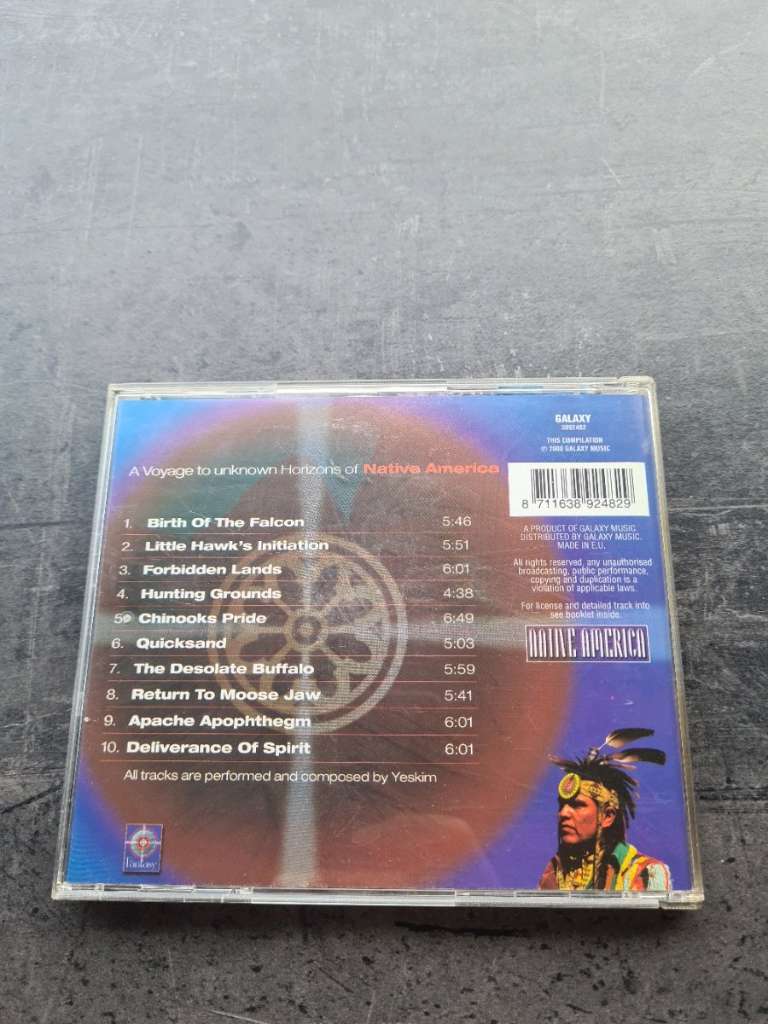 GALAXY
THIS COMPILATION
℗ 2000 GALAXY MUSIC
A Voyage to unknown Horizons of Native America
8 711638 924829
1. Birth Of The Falcon 5:46
2. Little Hawk's Initiation 5:51
3. Forbidden Lands 6:01
4. Hunting Grounds 4:38
5. Chinooks Pride 6:49
6. Quicksand 5:03
7. The Desolate Buffalo 5:59
8. Return To Moose Jaw 5:41
9. Apache Apophthegm 6:01
10. Deliverance Of Spirit 6:01
All tracks are performed and composed by Yeskim
A PRODUCT OF GALAXY MUSIC.
DISTRIBUTED BY GALAXY MUSIC.
MADE IN E.U.
All rights reserved, any unauthorised
broadcasting, public performance,
copying and duplication is a
violation of applicable laws.
For license and detailed track info
see booklet inside.
NATIVE AMERICA
Fantasy